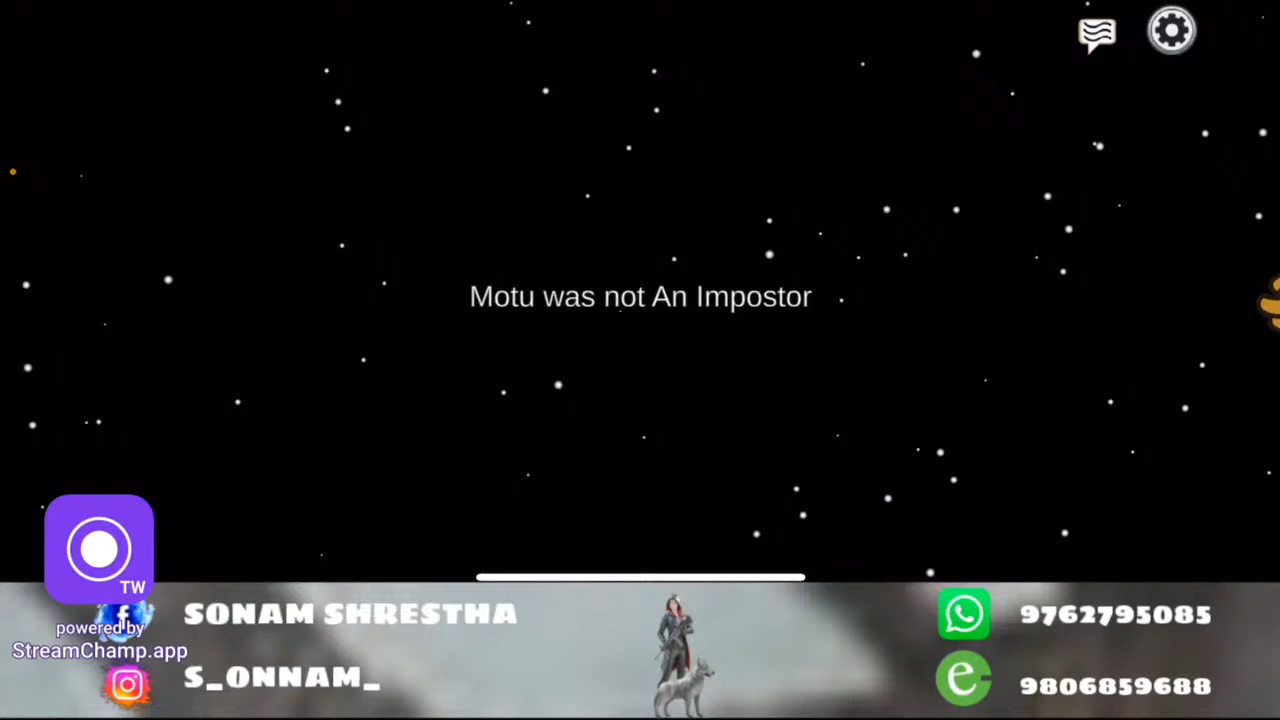 Motu was not An Impostor
TW
SONAM SHRESTHA
9762795085
powered by
StreamChamp.app
S_ONNAM_
9806859688